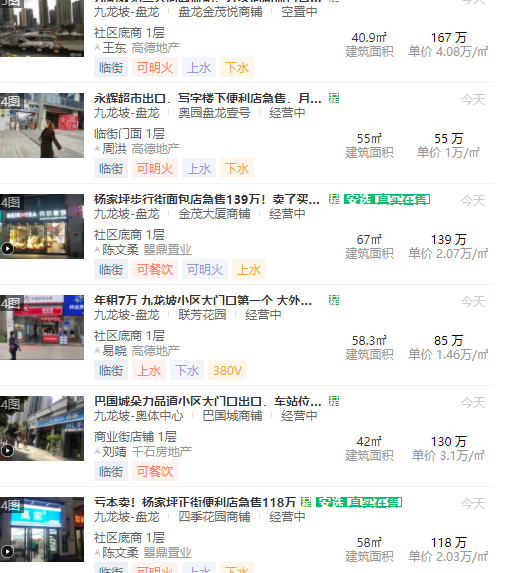 九龙坡-盘龙 盘龙金茂悦商铺 空置中
今天
社区底商 1层
40.9㎡ 167 万
王东 高德地产
建筑面积 单价 4.08万/㎡
临街 可明火 上水 下水
4图
永辉超市出口，写字楼下便利店急售，月...
今天
九龙坡-盘龙 奥园盘龙壹号 经营中
临街门面 1层
55㎡ 55 万
周洪 高德地产
建筑面积 单价 1万/㎡
临街 可明火 上水 下水
4图
杨家坪步行街面包店急售139万！卖了买...
安选 直买在售
今天
九龙坡-盘龙 金茂大厦商铺 经营中
社区底商 1层
67㎡ 139 万
陈文柔 曌鼎置业
建筑面积 单价 2.07万/㎡
临街 可餐饮 可明火 上水
4图
年租7万 九龙坡小区大门口第一个 大外...
今天
九龙坡-盘龙 联芳花园 经营中
社区底商 1层
58.3㎡ 85 万
易晓 高德地产
建筑面积 单价 1.46万/㎡
临街 上水 下水 380V
4图
巴国城朵力品道小区大门口出口，车站位...
今天
九龙坡-奥体中心 巴国城商铺 经营中
商业街店铺 1层
42㎡ 130 万
刘靖 千石房地产
建筑面积 单价 3.1万/㎡
临街 可餐饮
4图
亏本卖！杨家坪正街便利店急售118万
安选 直买在售
今天
九龙坡-盘龙 四季花园商铺 经营中
社区底商 1层
58㎡ 118 万
陈文柔 曌鼎置业
建筑面积 单价 2.03万/㎡
临街 可明火 上水 下水